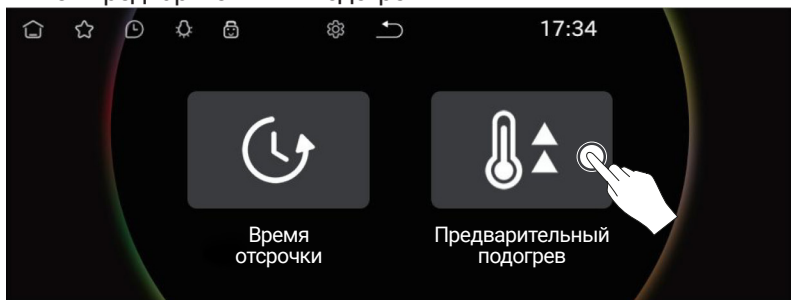 17:34
Время
отсрочки
Предварительный
подогрев